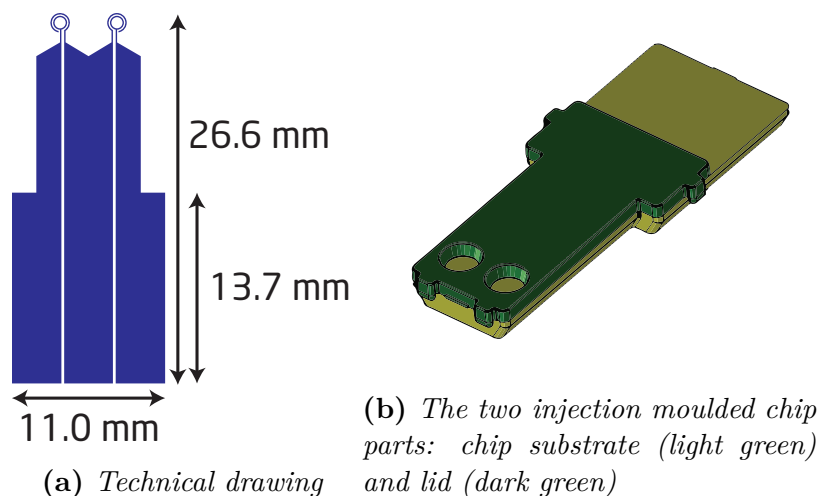 26.6 mm
13.7 mm
11.0 mm
(a) Technical drawing
(b) The two injection moulded chip
parts: chip substrate (light green)
and lid (dark green)